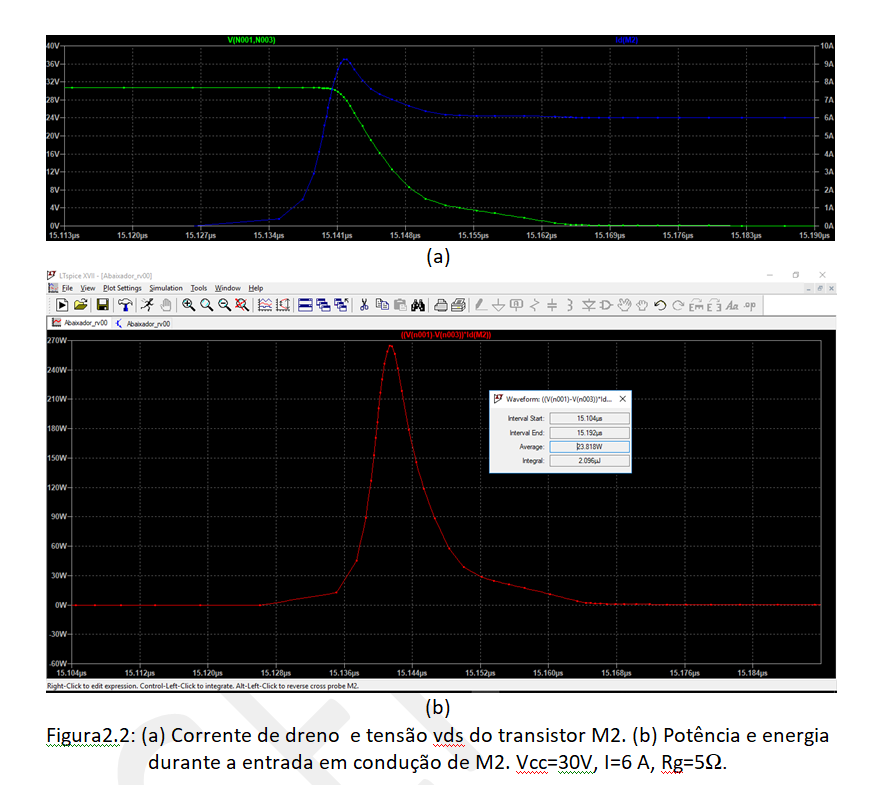 V(N001,N003) Id(M2)
40V 10A
36V 9A
32V 8A
28V 7A
24V 6A
20V 5A
16V 4A
12V 3A
8V 2A
4V 1A
0V 0A
15.113µs 15.120µs 15.127µs 15.134µs 15.141µs 15.148µs 15.155µs 15.162µs 15.169µs 15.176µs 15.183µs 15.190µs
(a)
LTspice XVII - [Abaixador_rv00]
File View Plot Settings Simulation Tools Window Help
Abaixador_rv00 Abaixador_rv00
((V(n001)-V(n003))*Id(M2))
270W
240W
210W
180W
150W
120W
90W
60W
30W
0W
-30W
-60W
15.104µs 15.112µs 15.120µs 15.128µs 15.136µs 15.144µs 15.152µs 15.160µs 15.168µs 15.176µs 15.184µs
Waveform: ((V(n001)-V(n003))*Id...
Interval Start: 15.104µs
Interval End: 15.192µs
Average: 23.818W
Integral: 2.096µJ
Right-Click to edit expression. Control-Left-Click to integrate. Alt-Left-Click to reverse cross probe M2.
(b)
Figura2.2: (a) Corrente de dreno e tensão vds do transistor M2. (b) Potência e energia
durante a entrada em condução de M2. Vcc=30V, I=6 A, Rg=5Ω.